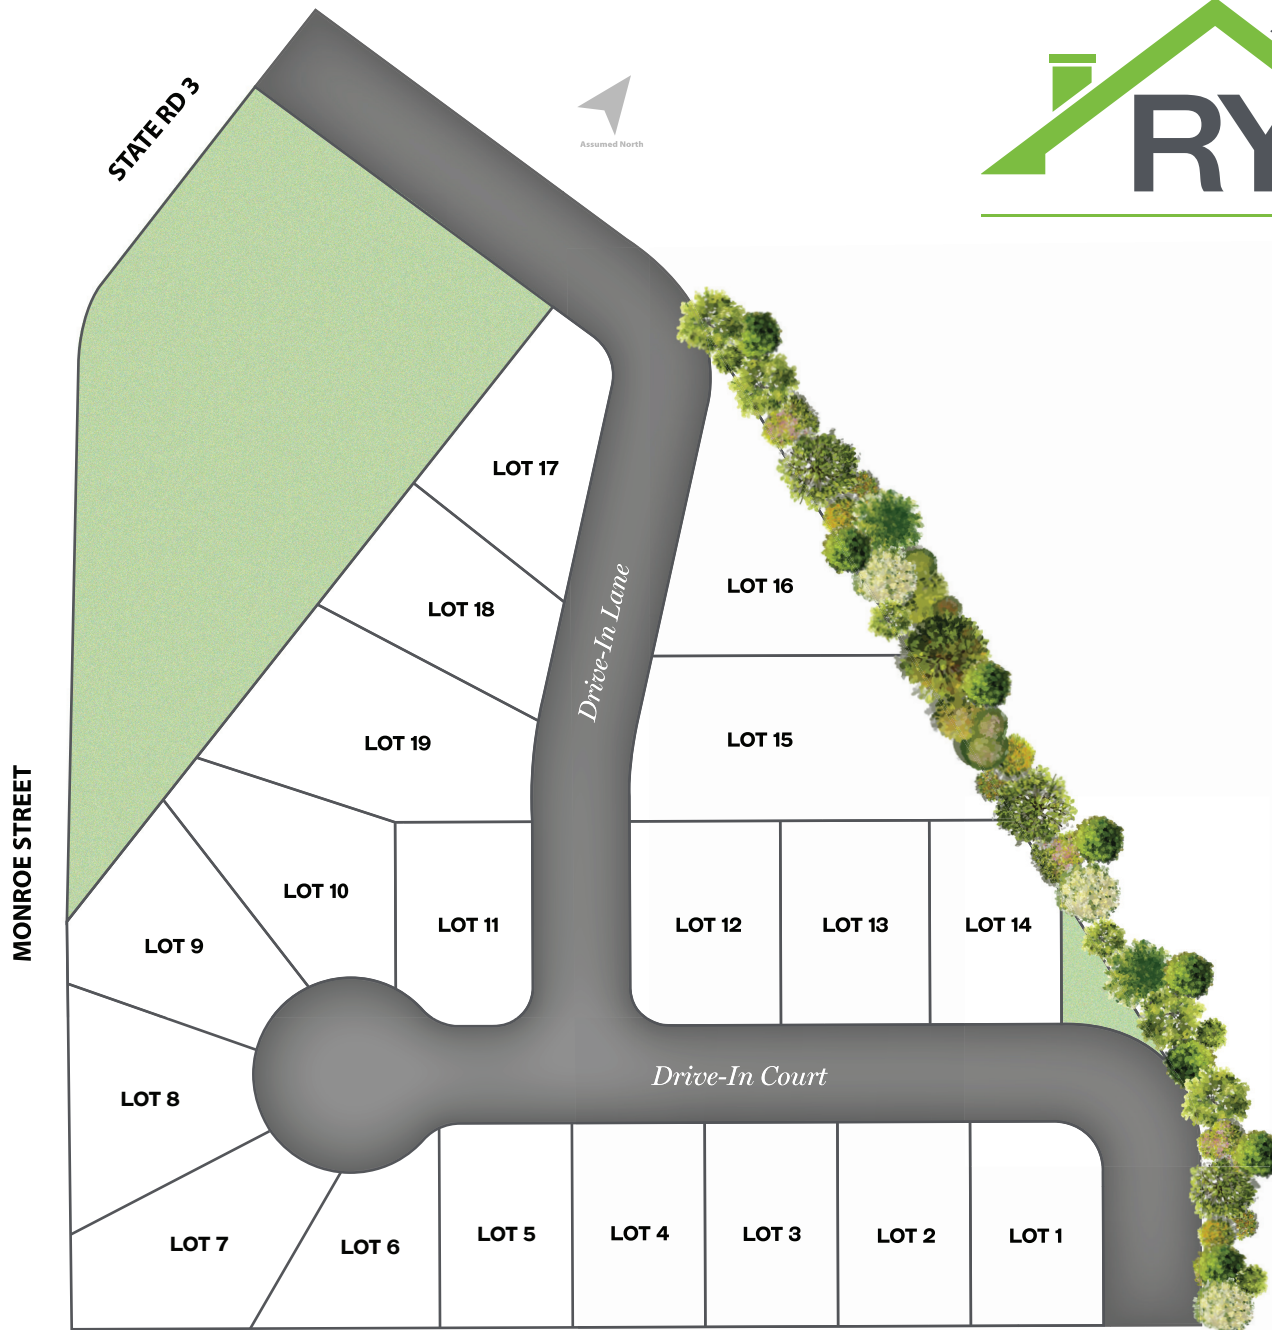 RY
STATE RD 3
Assumed North
LOT 17
LOT 16
LOT 18
Drive-In Lane
LOT 19
LOT 15
MONROE STREET
LOT 10
LOT 11
LOT 12
LOT 13
LOT 14
LOT 9
Drive-In Court
LOT 8
LOT 7
LOT 6
LOT 5
LOT 4
LOT 3
LOT 2
LOT 1